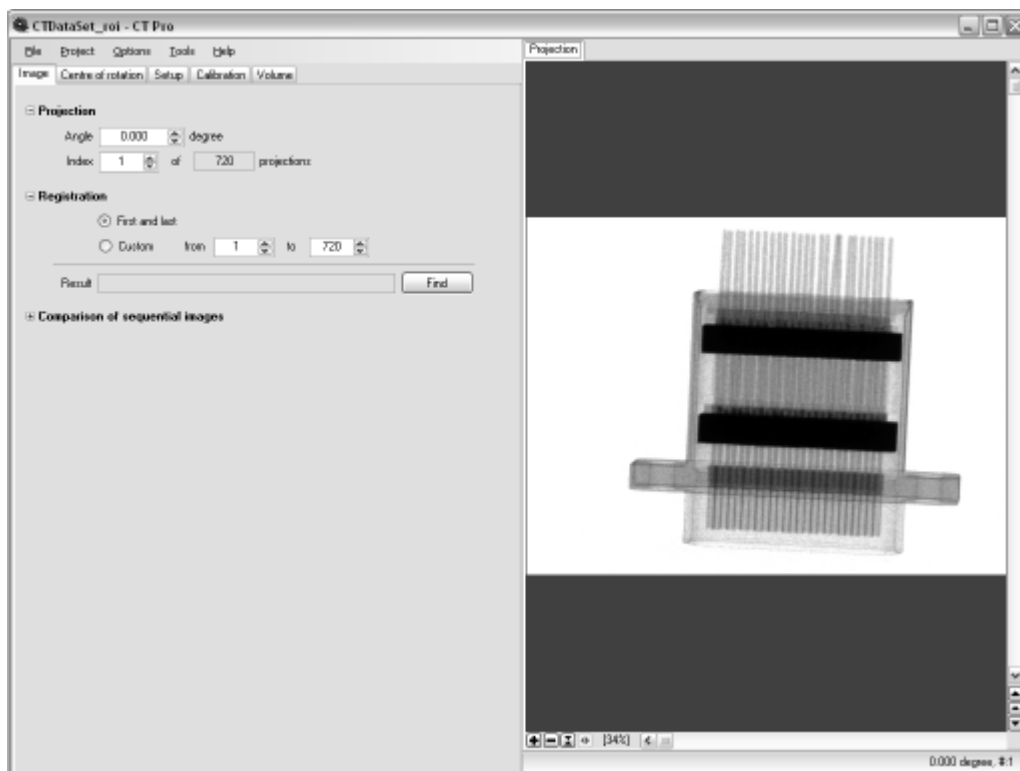 CTDataSet_roi - CT Pro
File Project Options Tools Help
Image Centre of rotation Setup Calibration Volume
Projection
Angle 0.000 degree
Index 1 of 720 projections
Registration
First and last
Custom from 1 to 720
Result Find
Comparison of sequential images
Projection
[34%]
0.000 degree, #:1